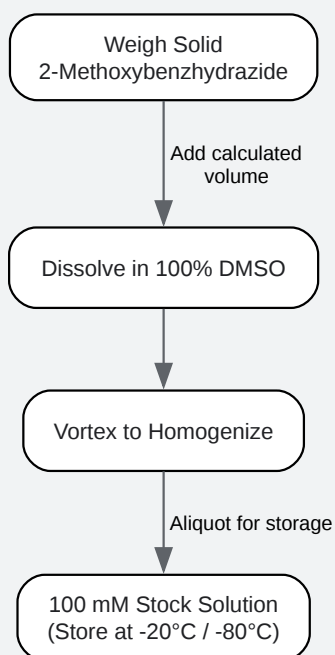 Weigh Solid
2-Methoxybenzhydrazide
Add calculated
volume
Dissolve in 100% DMSO
Vortex to Homogenize
Aliquot for storage
100 mM Stock Solution
(Store at -20°C / -80°C)